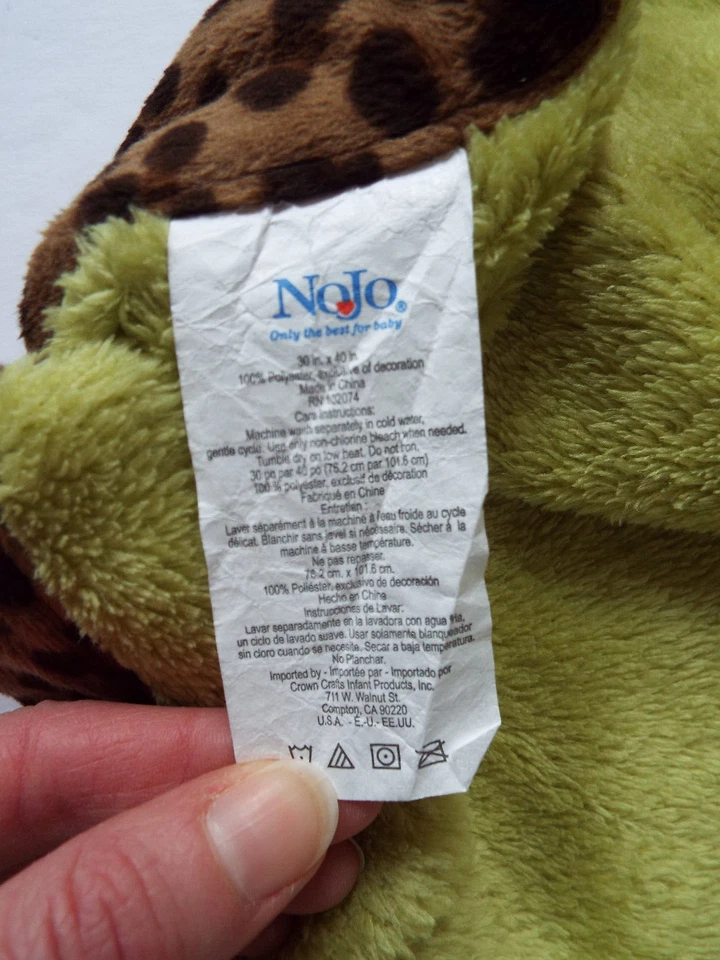 NoJo®
Only the best for baby
30 in. x 40 in.
100% Polyester, exclusive of decoration
Made in China
RN 102074
Care Instructions:
Machine wash separately in cold water,
gentle cycle. Use only non-chlorine bleach when needed.
Tumble dry on low heat. Do not iron.
30 po par 40 po (76.2 cm par 101.6 cm)
100 % polyester, exclusif de décoration
Fabriqué en Chine
Entretien :
Laver séparément à la machine à l'eau froide au cycle
délicat. Blanchir sans javel si nécessaire. Sécher à la
machine à basse température.
Ne pas repasser.
76.2 cm. x 101.6 cm.
100% Poliéster, exclusivo de decoración
Hecho en China
Instrucciones de Lavar:
Lavar separadamente en la lavadora con agua fría,
un ciclo de lavado suave. Usar solamente blanqueador
sin cloro cuando se necesite. Secar a baja temperatura.
No Planchar.
Imported by - Importée par - Importado por
Crown Crafts Infant Products, Inc.
711 W. Walnut St.
Compton, CA 90220
U.S.A. - É.-U.- EE.UU.